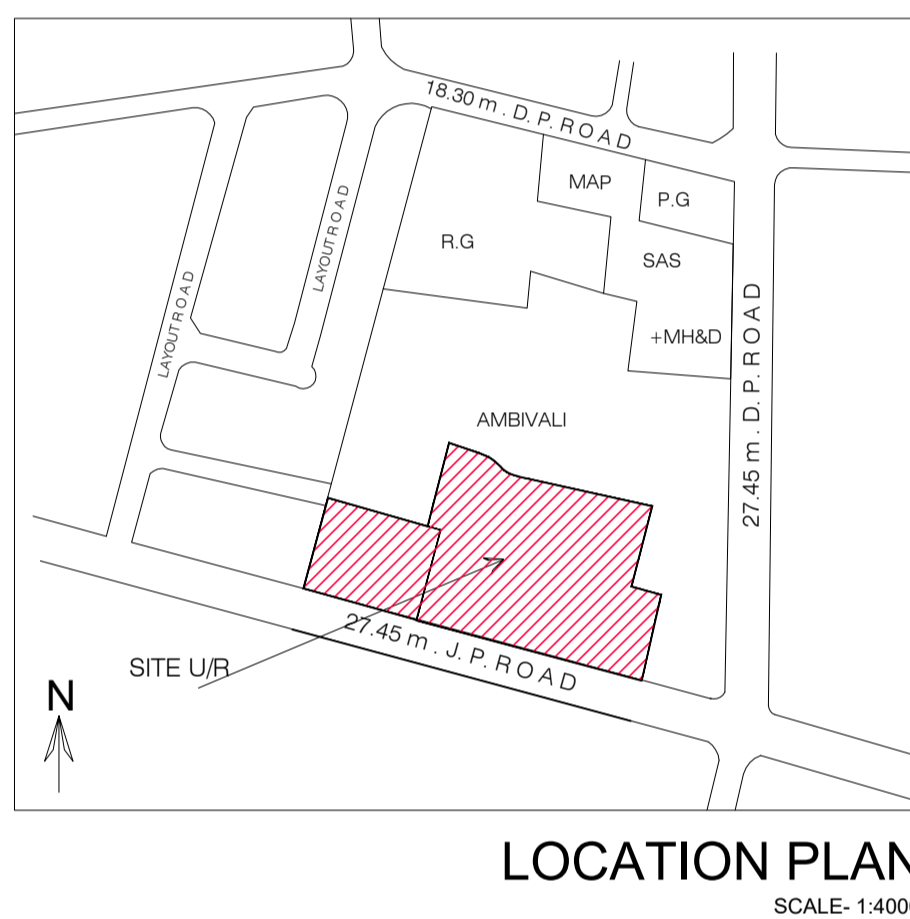 18.30 m . D. P. ROAD
MAP
P.G
LAYOUT ROAD
R.G
SAS
LAYOUT ROAD
+MH&D
27.45 m . D. P. ROAD
AMBIVALI
27.45 m . J. P. ROAD
SITE U/R
N
LOCATION PLAN
SCALE- 1:4000